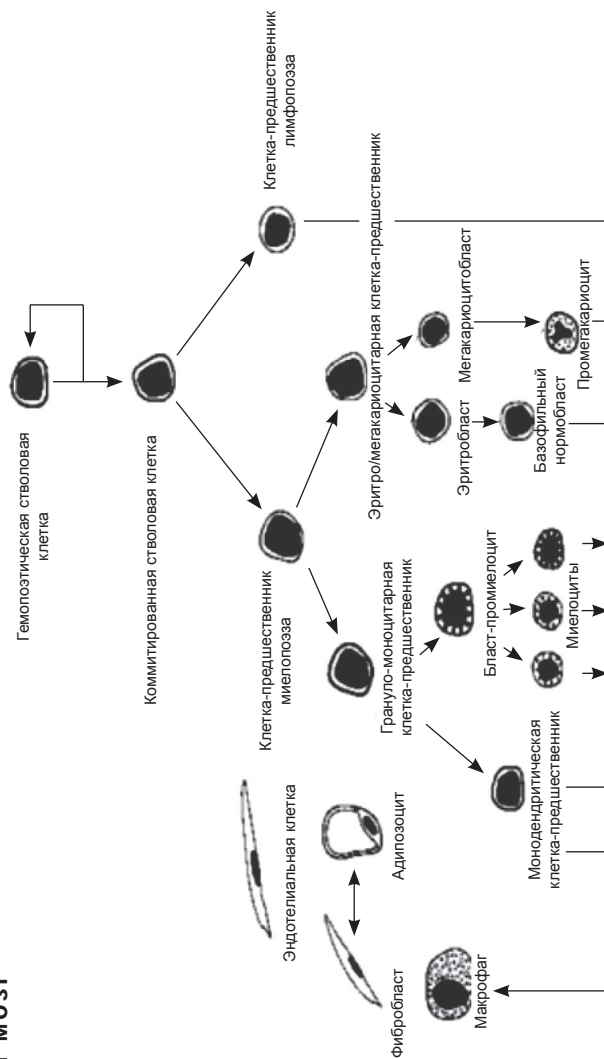 МОЗГ
Гемопоэтическая стволовая
клетка
Коммитированная стволовая клетка
Клетка-предшественник
лимфопоэза
Клетка-предшественник
миелопоэза
Эритро/мегакариоцитарная клетка-предшественник
Грануло-моноцитарная
клетка-предшественник
Эндотелиальная клетка
Адипозоцит
Фибробласт
Макрофаг
Монодендритическая
клетка-предшественник
Бласт-промиелоцит
Миелоциты
Эритробласт
Базофильный
нормобласт
Мегакариоцитобласт
Промегакариоцит